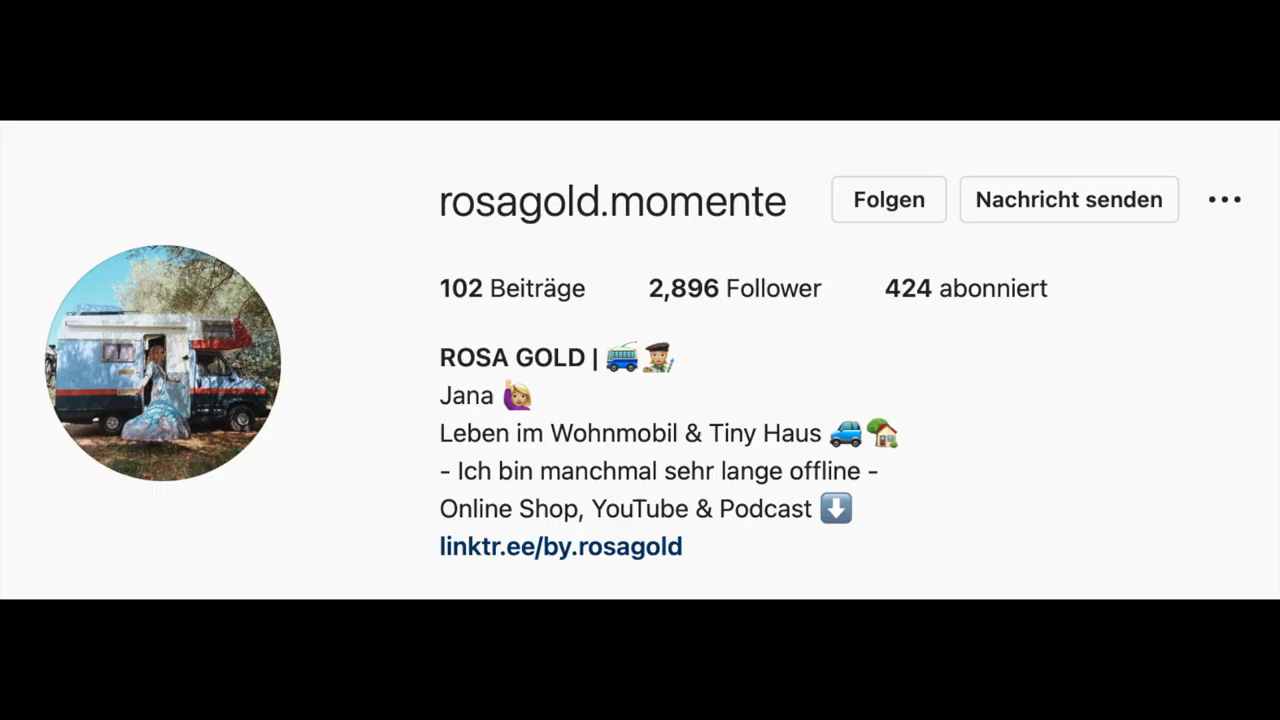 rosagold.momente Folgen Nachricht senden
102 Beiträge 2,896 Follower 424 abonniert
ROSA GOLD | 🚎👩🏼‍🎨
Jana 🙋🏼‍♀️
Leben im Wohnmobil & Tiny Haus 🚙🏡
- Ich bin manchmal sehr lange offline -
Online Shop, YouTube & Podcast ⬇️
linktr.ee/by.rosagold